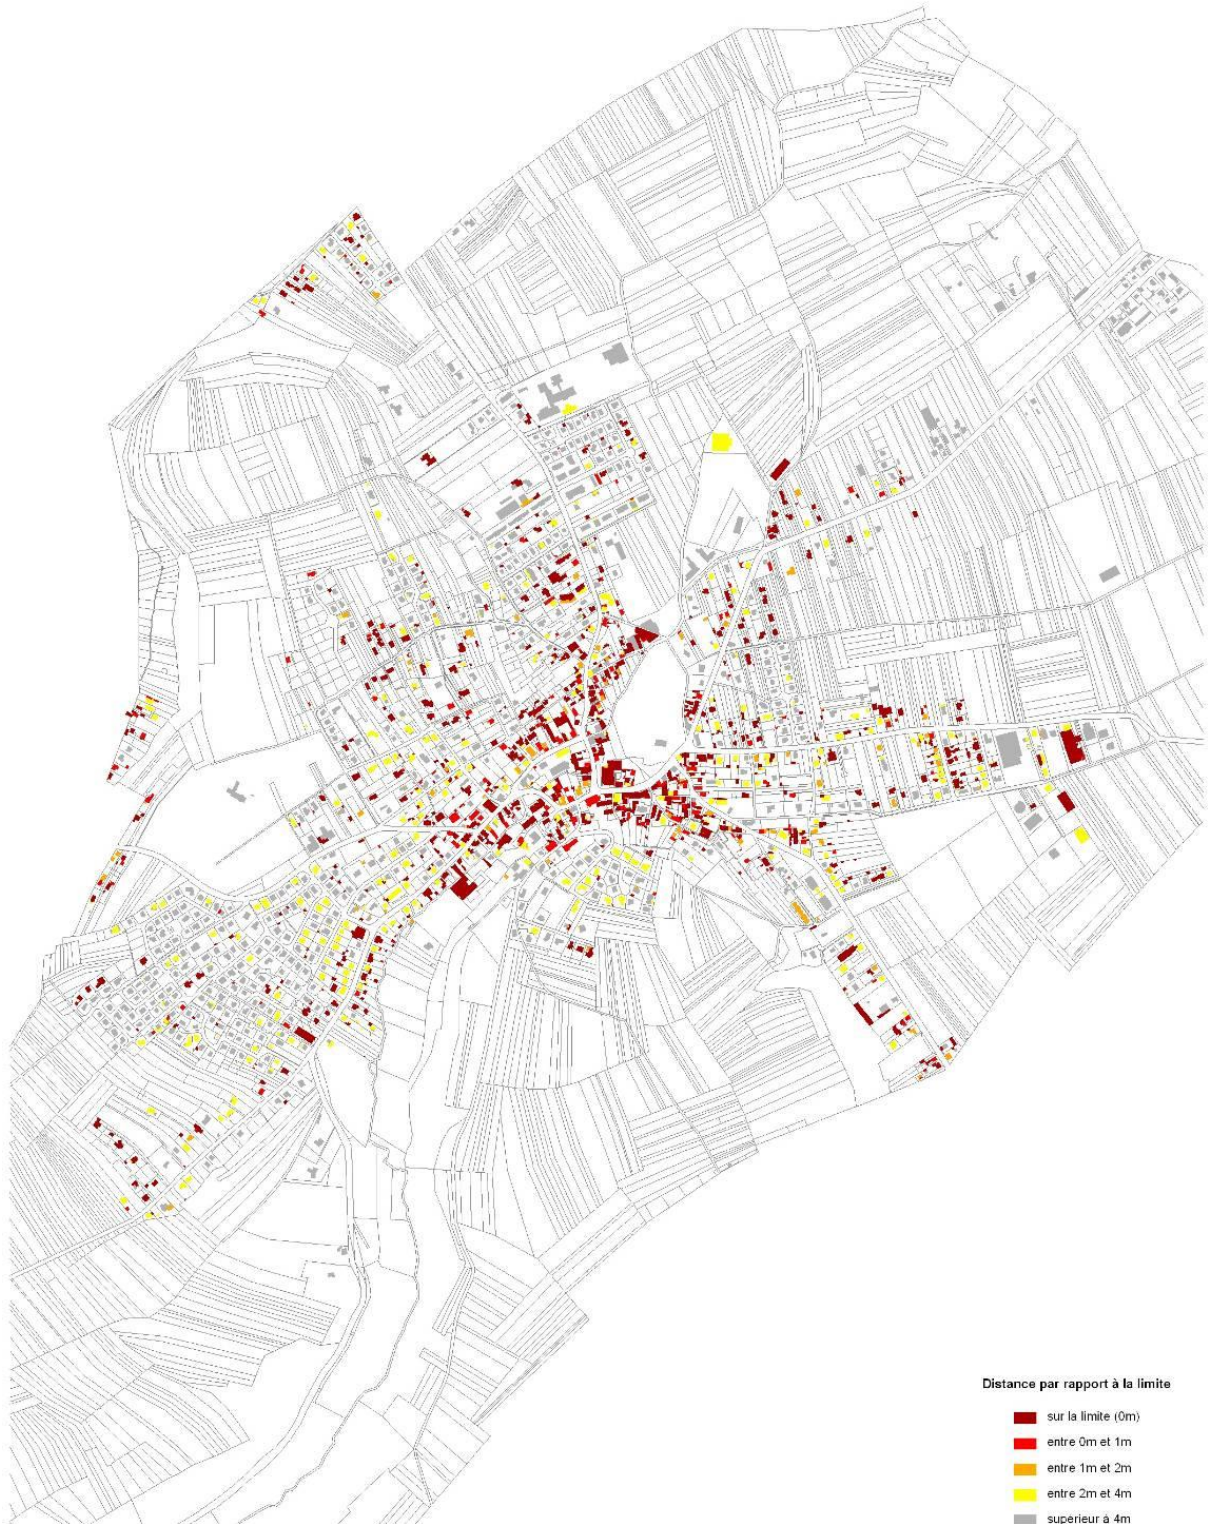 Distance par rapport à la limite
sur la limite (0m)
entre 0m et 1m
entre 1m et 2m
entre 2m et 4m
supérieur à 4m